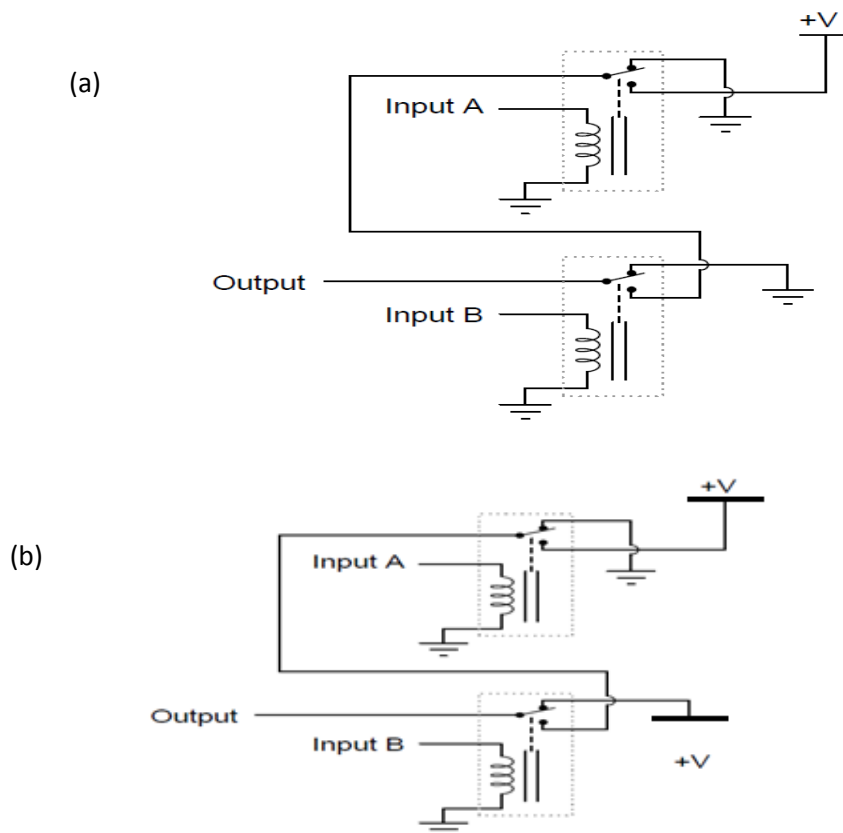 +V
(a)
Input A
Output
Input B
+V
(b)
Input A
Output
Input B
+V